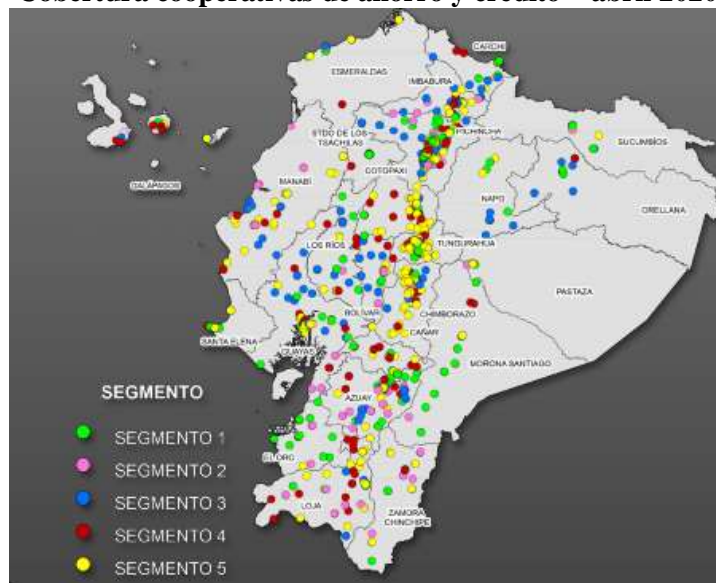 Cobertura cooperativas de ahorro y crédito – abril 2020
CARCHI
ESMERALDAS
IMBABURA
PICHINCHA
STDO DE LOS
TSÁCHILAS
SUCUMBÍOS
COTOPAXI
GALÁPAGOS
MANABÍ
NAPO
ORELLANA
LOS RÍOS
TUNGURAHUA
PASTAZA
BOLÍVAR
CHIMBORAZO
SANTA ELENA
GUAYAS
CAÑAR
MORONA SANTIAGO
AZUAY
EL ORO
LOJA
ZAMORA
CHINCHIPE
SEGMENTO
SEGMENTO 1
SEGMENTO 2
SEGMENTO 3
SEGMENTO 4
SEGMENTO 5